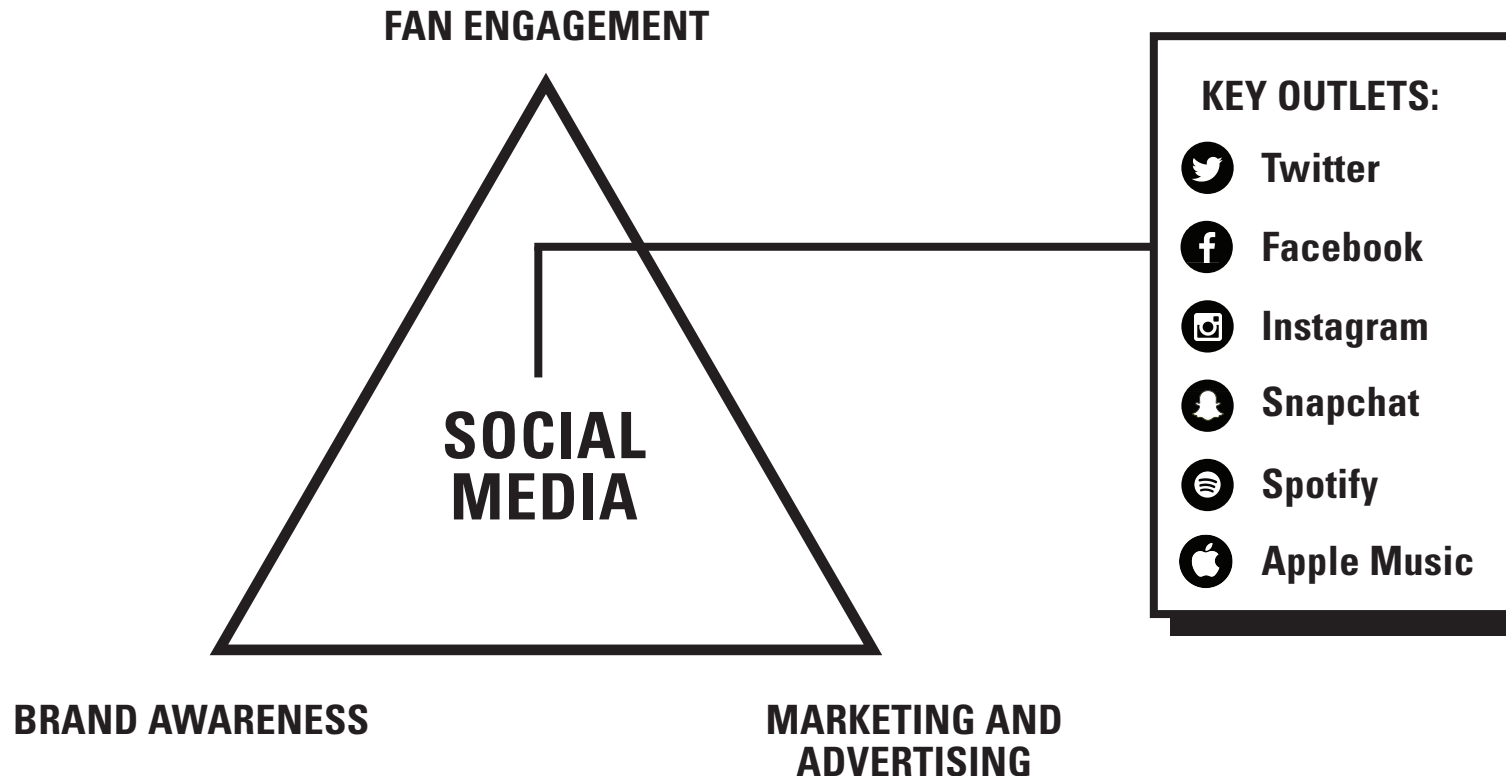 FAN ENGAGEMENT
KEY OUTLETS:
Twitter
Facebook
Instagram
Snapchat
Spotify
Apple Music
SOCIAL
MEDIA
BRAND AWARENESS
MARKETING AND
ADVERTISING